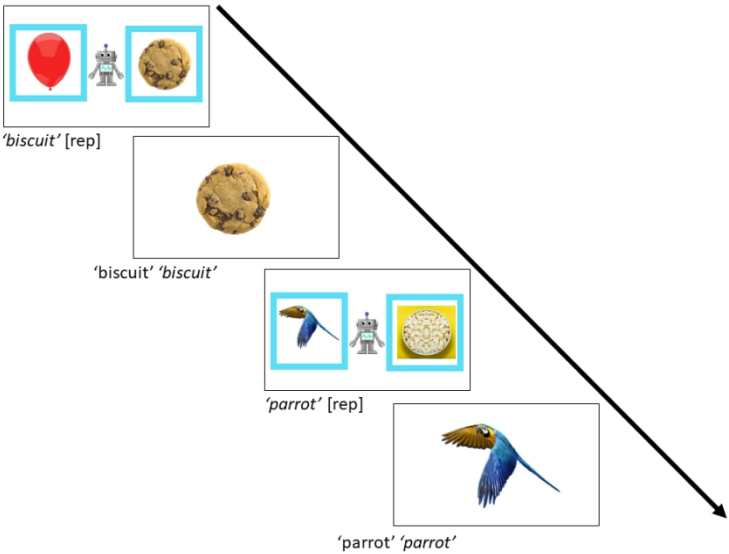 ‘biscuit’ [rep]
‘biscuit’ ‘biscuit’
‘parrot’ [rep]
‘parrot’ ‘parrot’